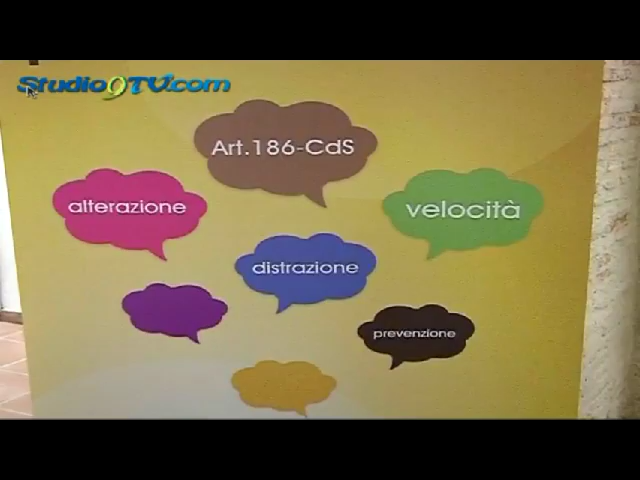 Studio9TV.com
Art.186-CdS
alterazione
velocità
distrazione
prevenzione